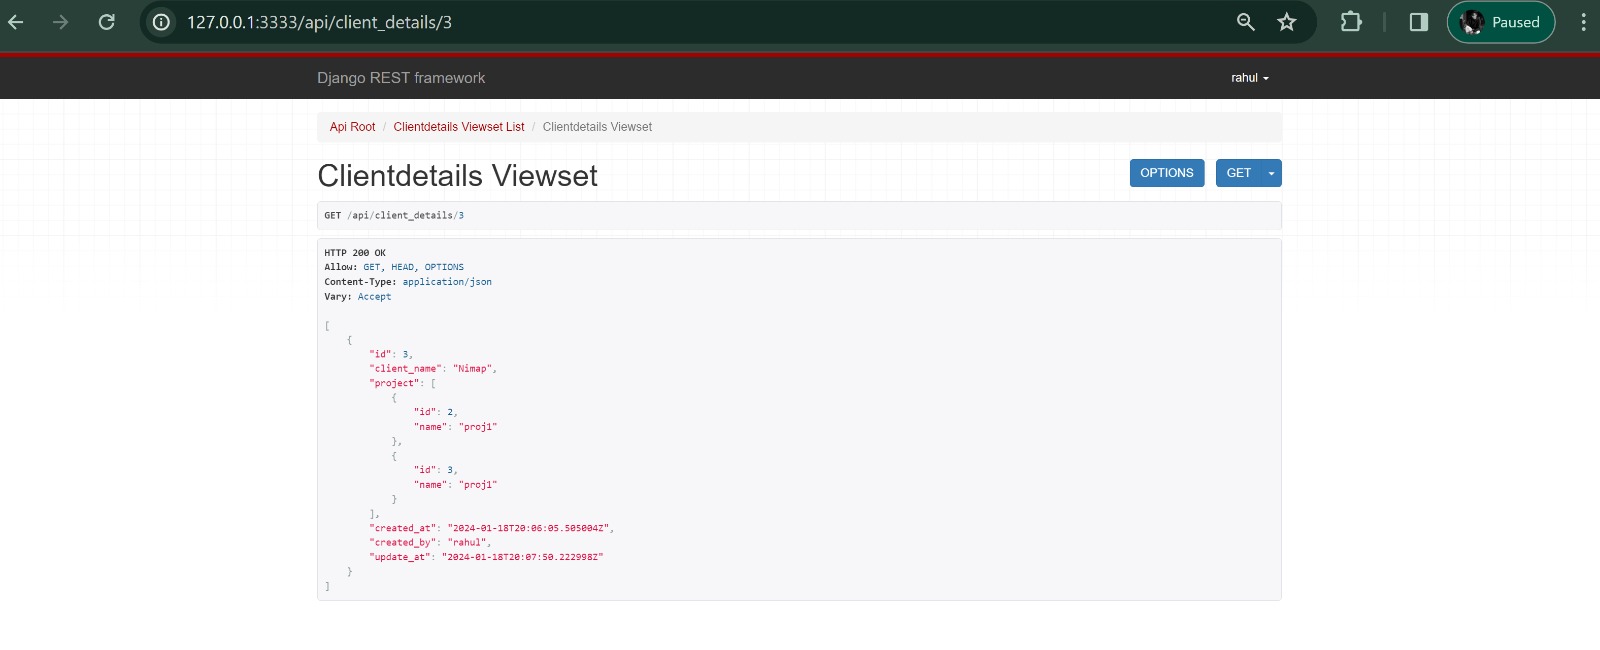 127.0.0.1:3333/api/client_details/3
Paused
Django REST framework
rahul
Api Root / Clientdetails Viewset List / Clientdetails Viewset
Clientdetails Viewset
OPTIONS
GET
GET /api/client_details/3
HTTP 200 OK
Allow: GET, HEAD, OPTIONS
Content-Type: application/json
Vary: Accept
[
    {
        "id": 3,
        "client_name": "Nimap",
        "project": [
            {
                "id": 2,
                "name": "proj1"
            },
            {
                "id": 3,
                "name": "proj1"
            }
        ],
        "created_at": "2024-01-18T20:06:05.505004Z",
        "created_by": "rahul",
        "update_at": "2024-01-18T20:07:50.222998Z"
    }
]